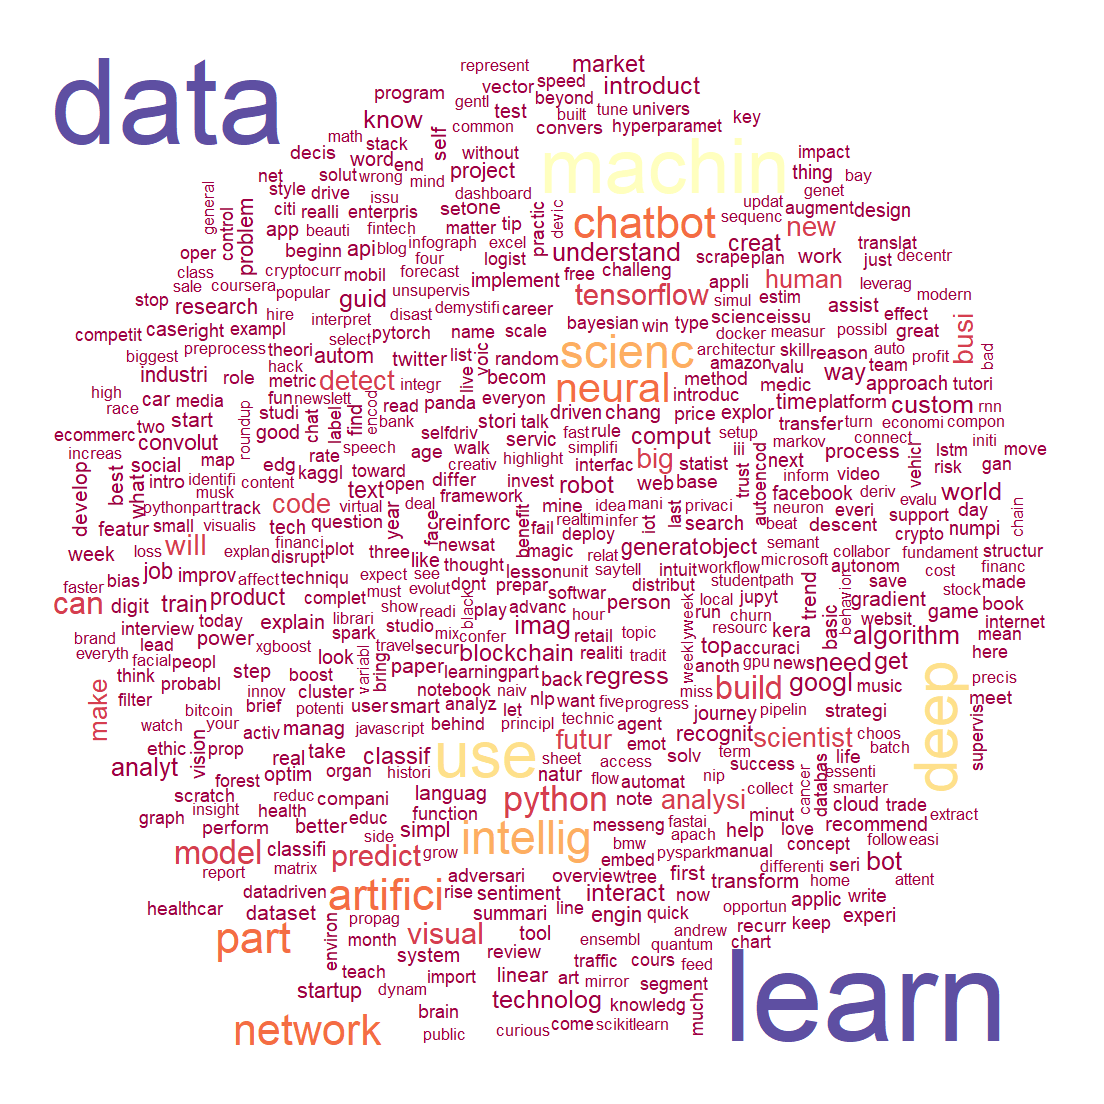 data
learn
machin
use
deep
scienc
neural
intellig
chatbot
artifici
part
network
tensorflow
python
model
predict
build
visual
detect
code
will
can
make
human
new
busi
big
futur
scientist
analysi
represent
market
vector speed introduct
program gentl beyond
know test built tune univers key
common convers hyperparamet
math stack self
decis word end without project impact
net solut wrong mind thing bay
style drive issu dashboard genet
general citi realli enterpris setone practic devic updat augment design
control problem app beauti fintech matter tip sequenc
oper beginn api blog infograph excel understand creat translat
class cryptocurr mobil four logist scrapeplan work just decentr
sale coursera popular guid forecast implement free challeng appli leverag
stop research hire unsupervis demystifi career simul estim assist modern
competit caseright exampl interpret disast bayesian win type scienceissu effect
biggest preprocess theori select pytorch name scale docker measur possibl great
hack autom twitter list voic random architectur skillreason auto profit bad
industri role metric integr live becom amazon valu team
high car media fun newslett encod read panda everyon method medic way approach tutori
race start studi label bank stori talk driven chang introduc timeplatform custom rnn
ecommerc two roundup good chat find selfdriv price explor transfer turn economi compon
convolut rate speech age walk servic fast rule comput setup markov connect initi
increas social map edg kaggl toward creativ highlight simplifi statist iii next process vehicl lstm move
develop best what intro identifi content text open differ invest interfac web base trust inform video risk gan
musk virtual deal framework robot autoencod facebook deriv world
pythonpart track year face reinforc mine idea mani privaci neuron everi evalu
featur small visualis tech question benefit fail realtim infer iot last search beat descent support day numpi chain
week financi disrupt plot three like newsat magic deploy generatobject semant crypto
loss explan relat microsoft collabor fundament structur
faster bias job improv affect techniqu expect see thought lesson unit saytell intuit workflow autonom cost financ
digit train product complet must evolut dont prepar distribut studentpath trend save stock made
black softwar local jupyt behavior gradient game book
interview today explain librari show readi play advanc hour person churn run basic websit internet
brand lead power xgboost spark studio mix confer imag retail topic weeklyweek resourc kera algorithm mean
everyth facial peopl look variabl travel secur blockchain realiti tradit top accuraci here
think step boost bring paper learningpart back regress anoth gpu news need get precis
probabl innov cluster notebook naiv nlp want five progress miss googl music meet
filter bitcoin brief potenti user smart analyz let technic journey pipelin strategi supervis
watch your activ manag javascript behind principl agent recognit choos
ethic vision prop real take classif sheet emot term batch
analyt forest optim organ histori natur flow access solv success life essenti
scratch reduc compani languag automat nip collect cancer databas smarter
graph insight health educ function note fastai minut cloud trade extract
perform better side simpl messeng apach help love recommend
report classifi grow bmw pyspark manual concept followeasi
matrix embed differenti seri bot
datadriven adversari overviewtree first transform home attent
healthcar dataset rise sentiment interact now applic write
propag summari line engin quick opportun keep experi
environ month tool ensembl andrew recurr
system review quantum chart
teach import traffic cours feed
startup dynam linear art mirror segment
technolog knowledg much
brain
public curious come scikitlearn